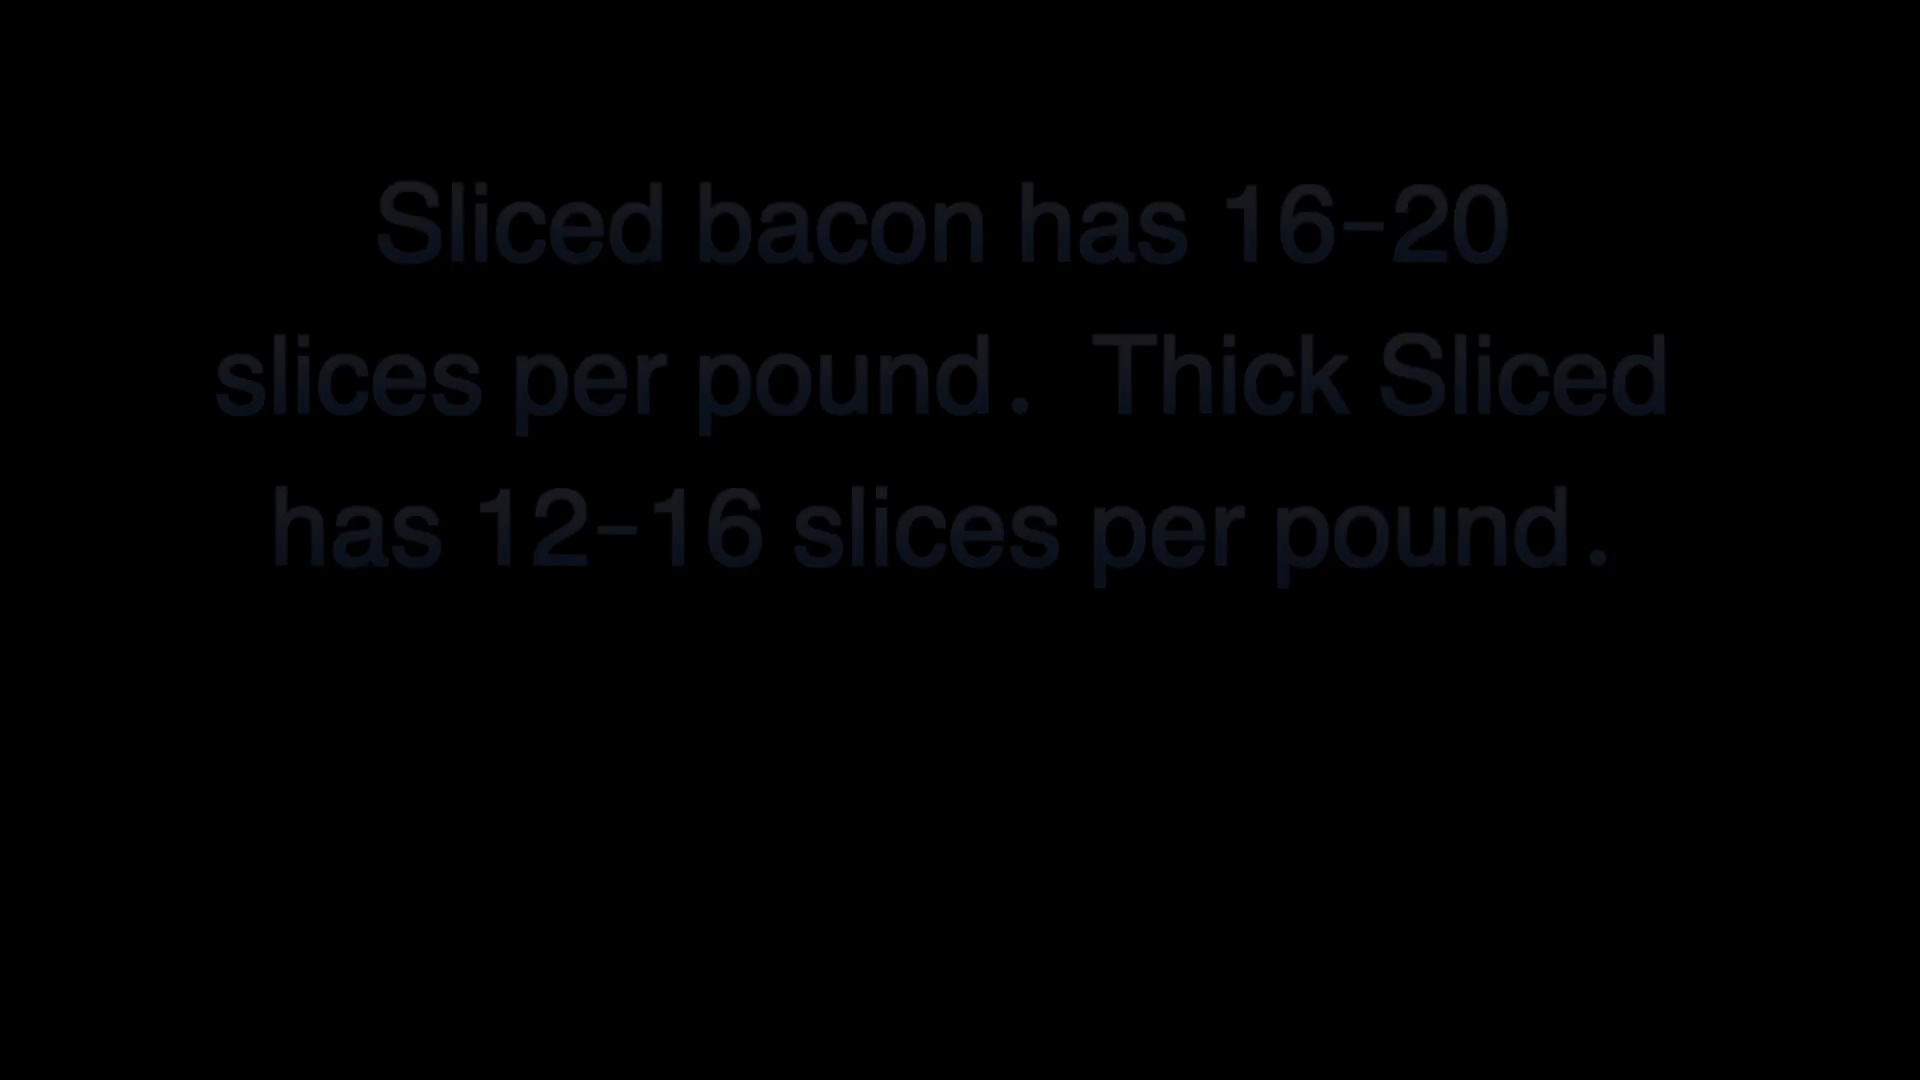 Sliced bacon has 16-20
slices per pound.  Thick Sliced
has 12-16 slices per pound.